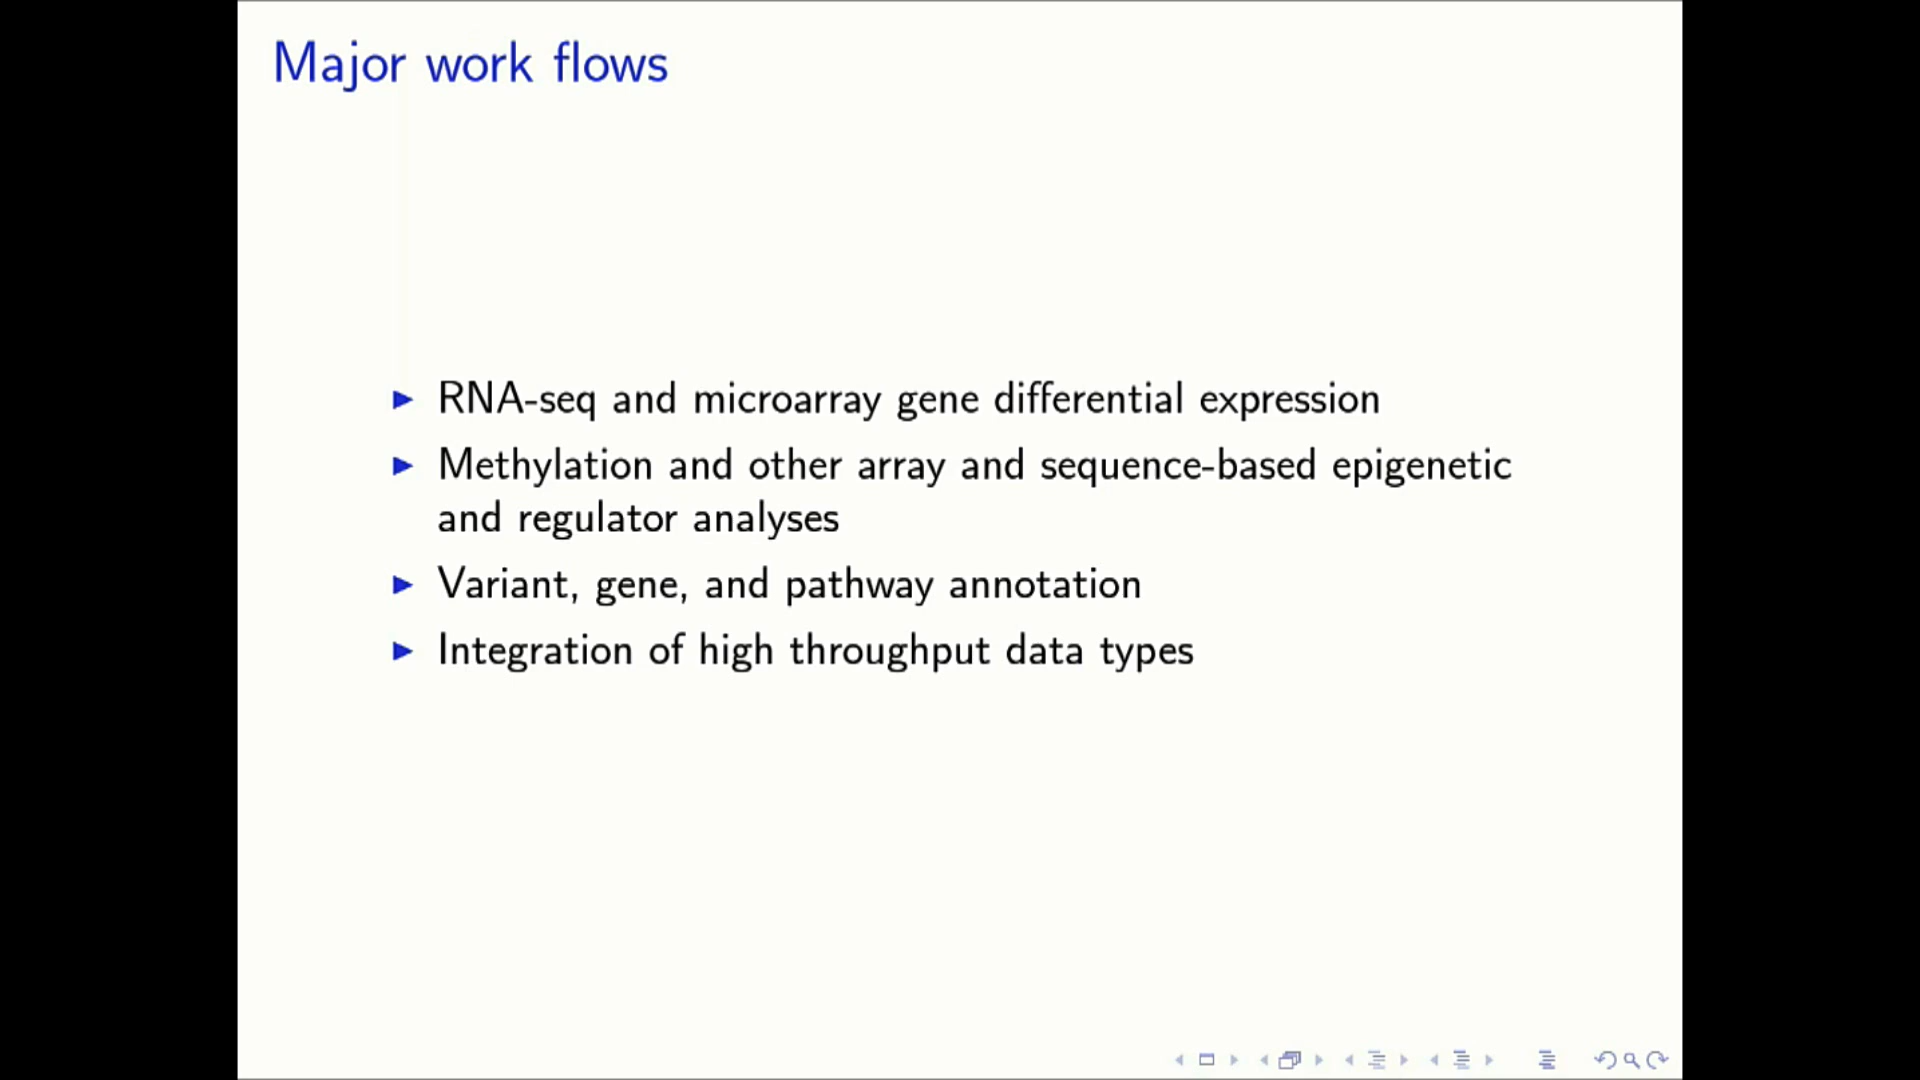 Major work flows
RNA-seq and microarray gene differential expression
Methylation and other array and sequence-based epigenetic
and regulator analyses
Variant, gene, and pathway annotation
Integration of high throughput data types